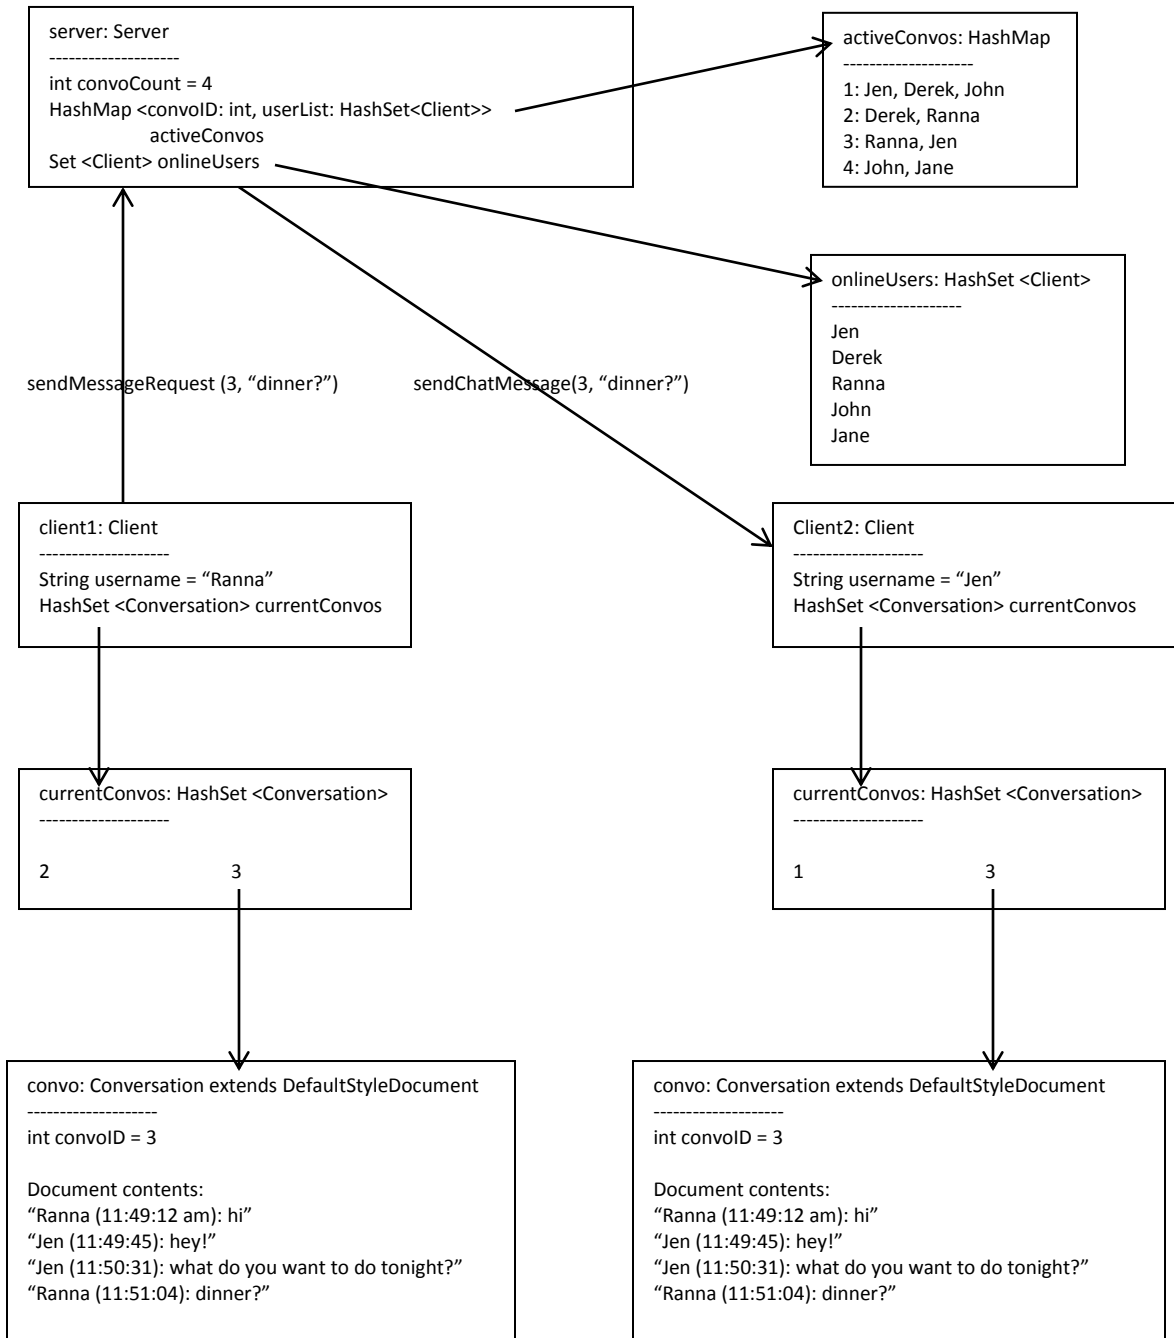 server: Server
--------------------
int convoCount = 4
HashMap <convoID: int, userList: HashSet<Client>>
activeConvos
Set <Client> onlineUsers
activeConvos: HashMap
--------------------
1: Jen, Derek, John
2: Derek, Ranna
3: Ranna, Jen
4: John, Jane
onlineUsers: HashSet <Client>
--------------------
Jen
Derek
Ranna
John
Jane
sendMessageRequest (3, “dinner?”)
sendChatMessage(3, “dinner?”)
client1: Client
--------------------
String username = “Ranna”
HashSet <Conversation> currentConvos
Client2: Client
--------------------
String username = “Jen”
HashSet <Conversation> currentConvos
currentConvos: HashSet <Conversation>
--------------------
2 3
currentConvos: HashSet <Conversation>
--------------------
1 3
convo: Conversation extends DefaultStyleDocument
--------------------
int convoID = 3
Document contents:
“Ranna (11:49:12 am): hi”
“Jen (11:49:45): hey!”
“Jen (11:50:31): what do you want to do tonight?”
“Ranna (11:51:04): dinner?”
convo: Conversation extends DefaultStyleDocument
--------------------
int convoID = 3
Document contents:
“Ranna (11:49:12 am): hi”
“Jen (11:49:45): hey!”
“Jen (11:50:31): what do you want to do tonight?”
“Ranna (11:51:04): dinner?”